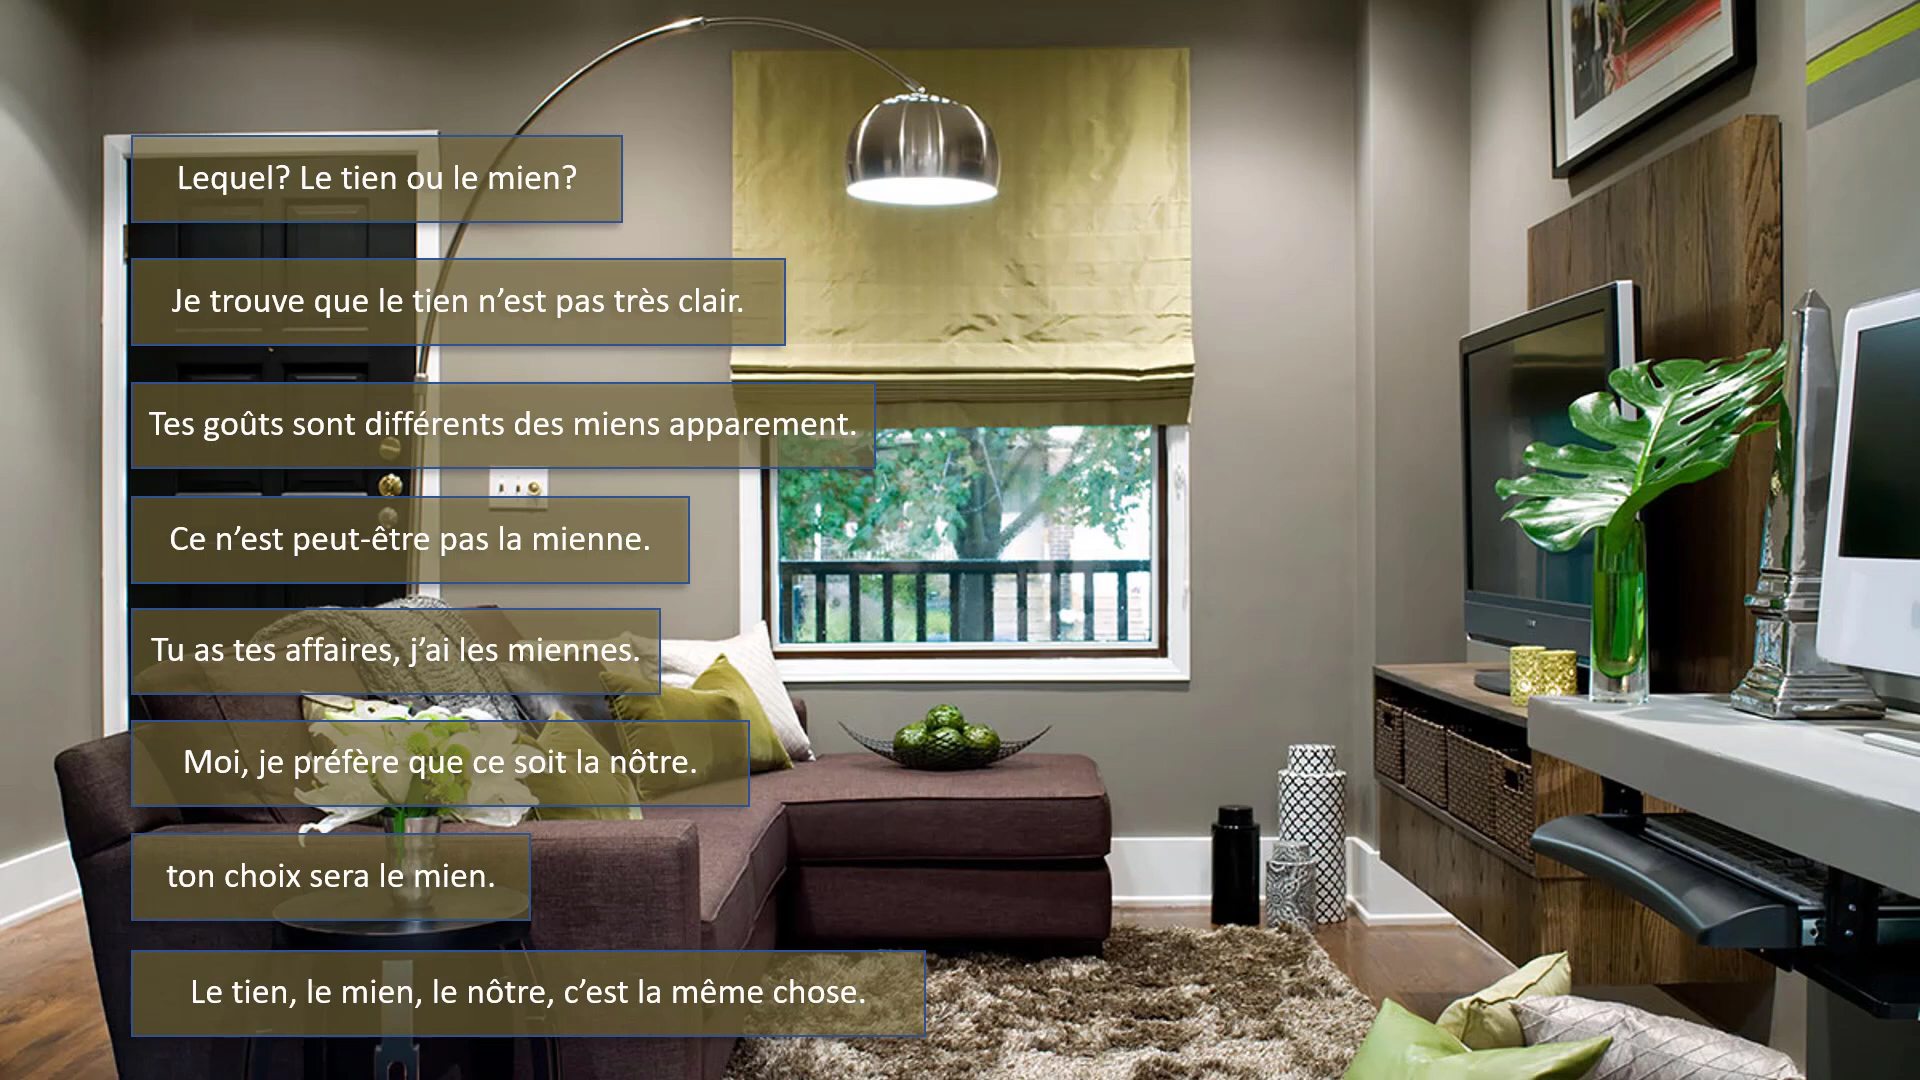 Lequel? Le tien ou le mien?
Je trouve que le tien n’est pas très clair.
Tes goûts sont différents des miens apparement.
Ce n’est peut-être pas la mienne.
Tu as tes affaires, j’ai les miennes.
Moi, je préfère que ce soit la nôtre.
ton choix sera le mien.
Le tien, le mien, le nôtre, c’est la même chose.